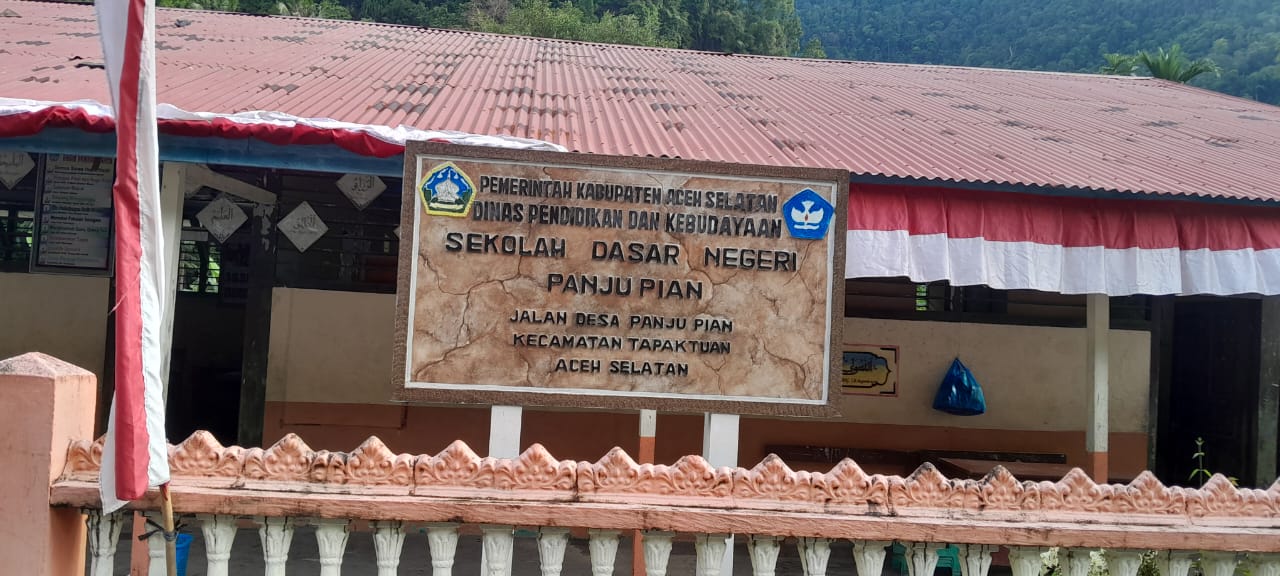 PEMERINTAH KABUPATEN ACEH SELATAN
DINAS PENDIDIKAN DAN KEBUDAYAAN
SEKOLAH DASAR NEGERI
PANJU PIAN
JALAN DESA PANJU PIAN
KECAMATAN TAPAKTUAN
ACEH SELATAN